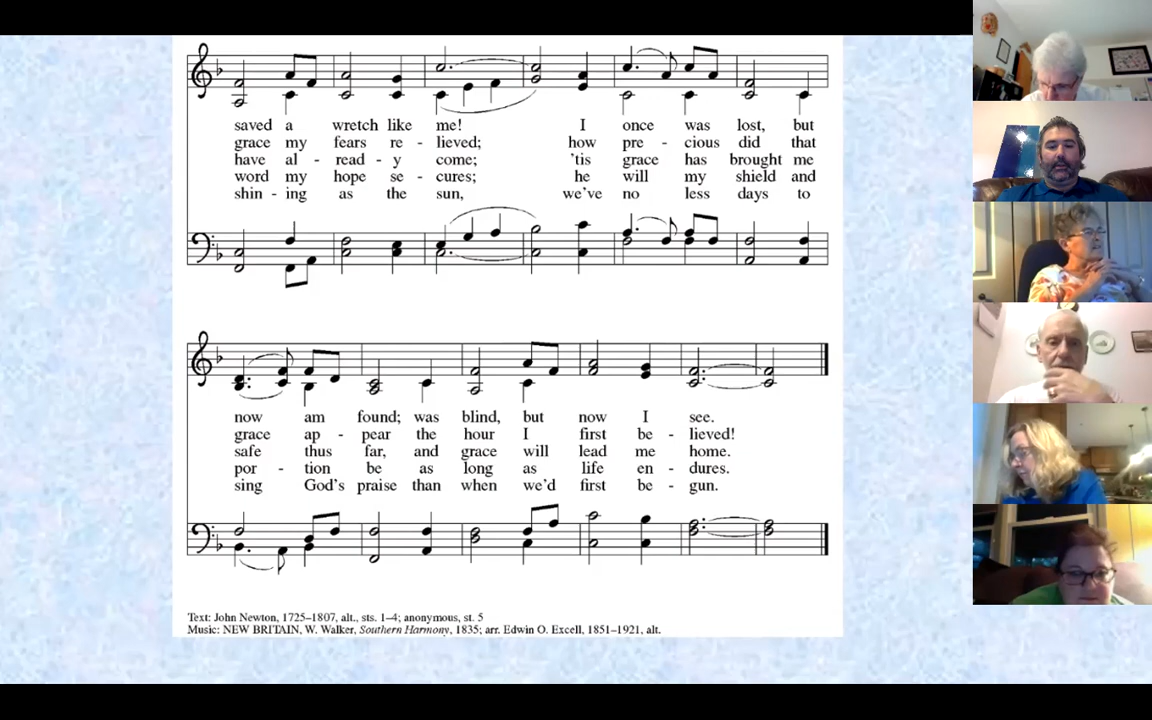 saved a wretch like me! I once was lost, but
grace my fears re - lieved; how pre - cious did that
have al - read - y come; 'tis grace has brought me
word my hope se - cures; he will my shield and
shin - ing as the sun, we've no less days to
now am found; was blind, but now I see.
grace ap - pear the hour I first be - lieved!
safe thus far, and grace will lead me home.
por - tion be as long as life en - dures.
sing God's praise than when we'd first be - gun.
Text: John Newton, 1725–1807, alt., sts. 1–4; anonymous, st. 5
Music: NEW BRITAIN, W. Walker, Southern Harmony, 1835; arr. Edwin O. Excell, 1851–1921, alt.